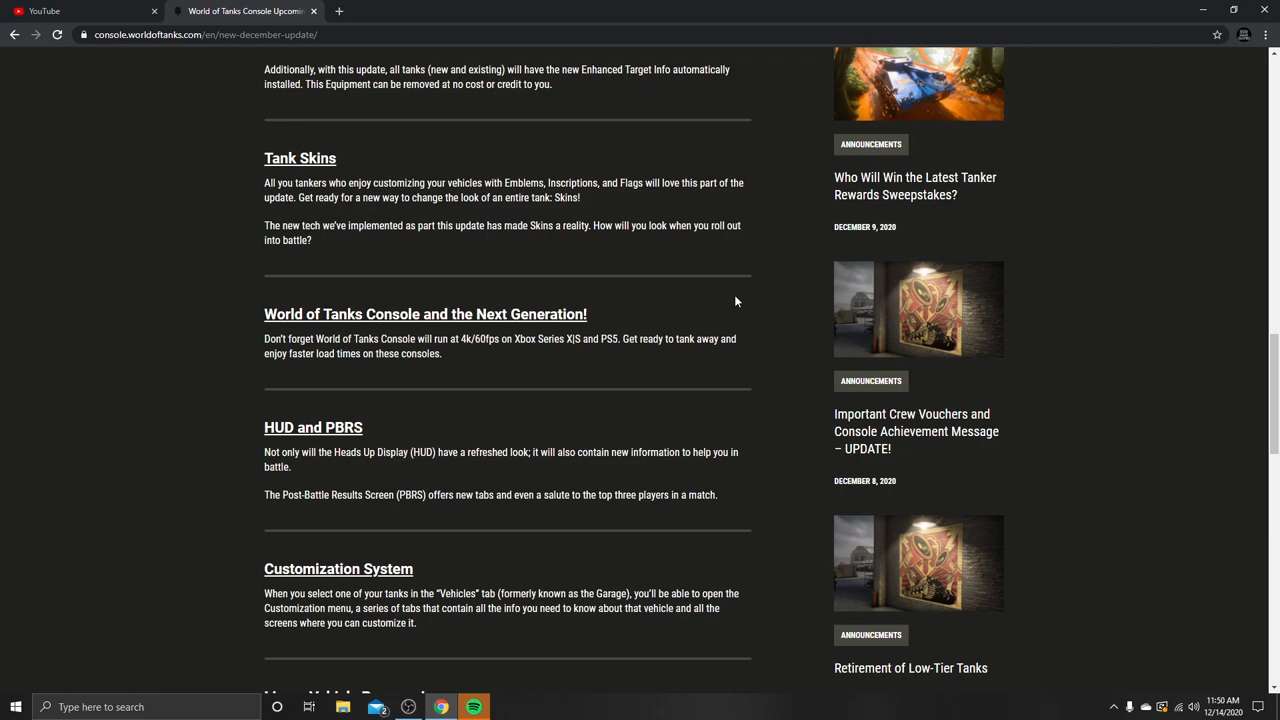 YouTube
World of Tanks Console Upcomin
console.worldoftanks.com/en/new-december-update/
Additionally, with this update, all tanks (new and existing) will have the new Enhanced Target Info automatically
installed. This Equipment can be removed at no cost or credit to you.
Tank Skins
All you tankers who enjoy customizing your vehicles with Emblems, Inscriptions, and Flags will love this part of the
update. Get ready for a new way to change the look of an entire tank: Skins!
The new tech we've implemented as part this update has made Skins a reality. How will you look when you roll out
into battle?
World of Tanks Console and the Next Generation!
Don't forget World of Tanks Console will run at 4k/60fps on Xbox Series X|S and PS5. Get ready to tank away and
enjoy faster load times on these consoles.
HUD and PBRS
Not only will the Heads Up Display (HUD) have a refreshed look; it will also contain new information to help you in
battle.
The Post-Battle Results Screen (PBRS) offers new tabs and even a salute to the top three players in a match.
Customization System
When you select one of your tanks in the "Vehicles" tab (formerly known as the Garage), you'll be able to open the
Customization menu, a series of tabs that contain all the info you need to know about that vehicle and all the
screens where you can customize it.
ANNOUNCEMENTS
Who Will Win the Latest Tanker
Rewards Sweepstakes?
DECEMBER 9, 2020
ANNOUNCEMENTS
Important Crew Vouchers and
Console Achievement Message
– UPDATE!
DECEMBER 8, 2020
ANNOUNCEMENTS
Retirement of Low-Tier Tanks
Type here to search
2
11:50 AM
12/14/2020